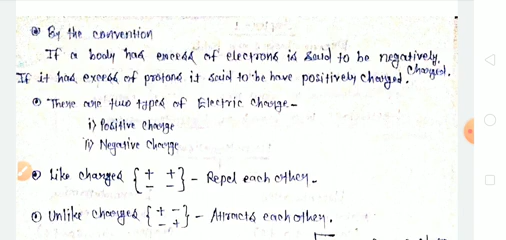 By the convention
If a body has excess of electrons is said to be negatively charged.
If it has excess of protons it said to be have positively charged.
There are two types of Electric Charge -
i) Positive Charge
ii) Negative Charge
Like charges { + + - - } - Repel each other -
Unlike charges { + - - + } - Attracts each other.